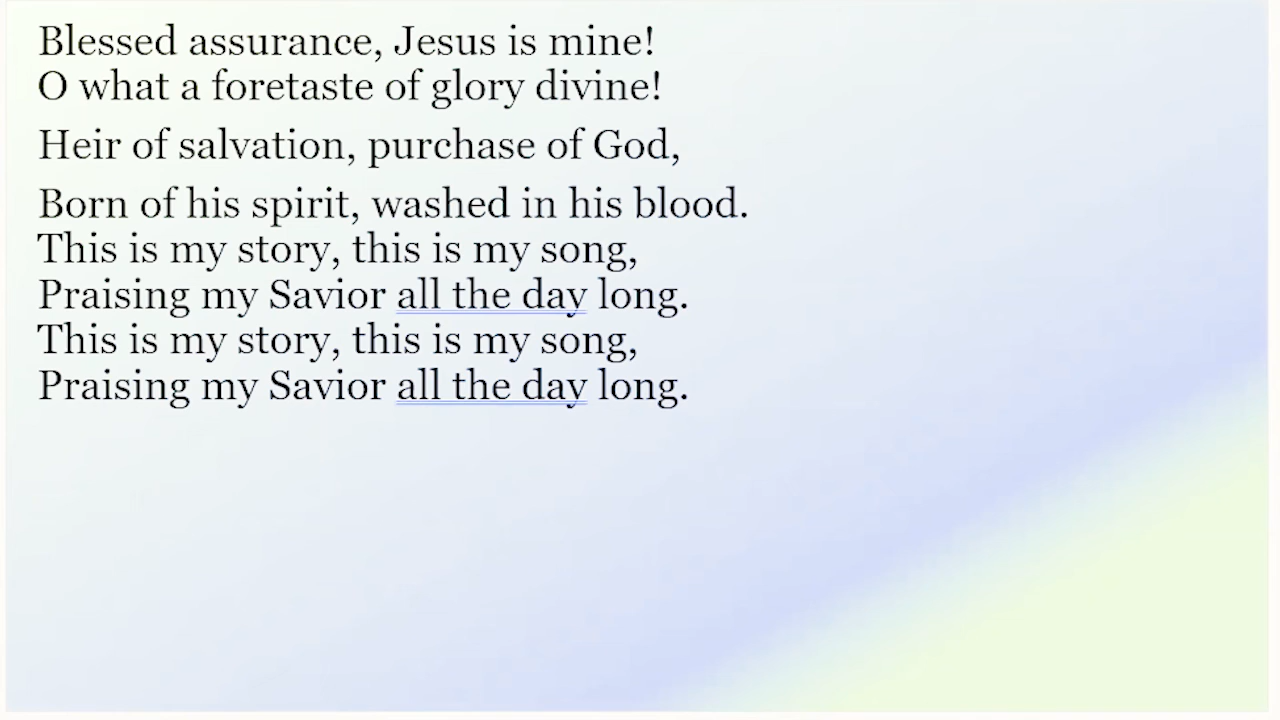 Blessed assurance, Jesus is mine!
O what a foretaste of glory divine!
Heir of salvation, purchase of God,
Born of his spirit, washed in his blood.
This is my story, this is my song,
Praising my Savior all the day long.
This is my story, this is my song,
Praising my Savior all the day long.